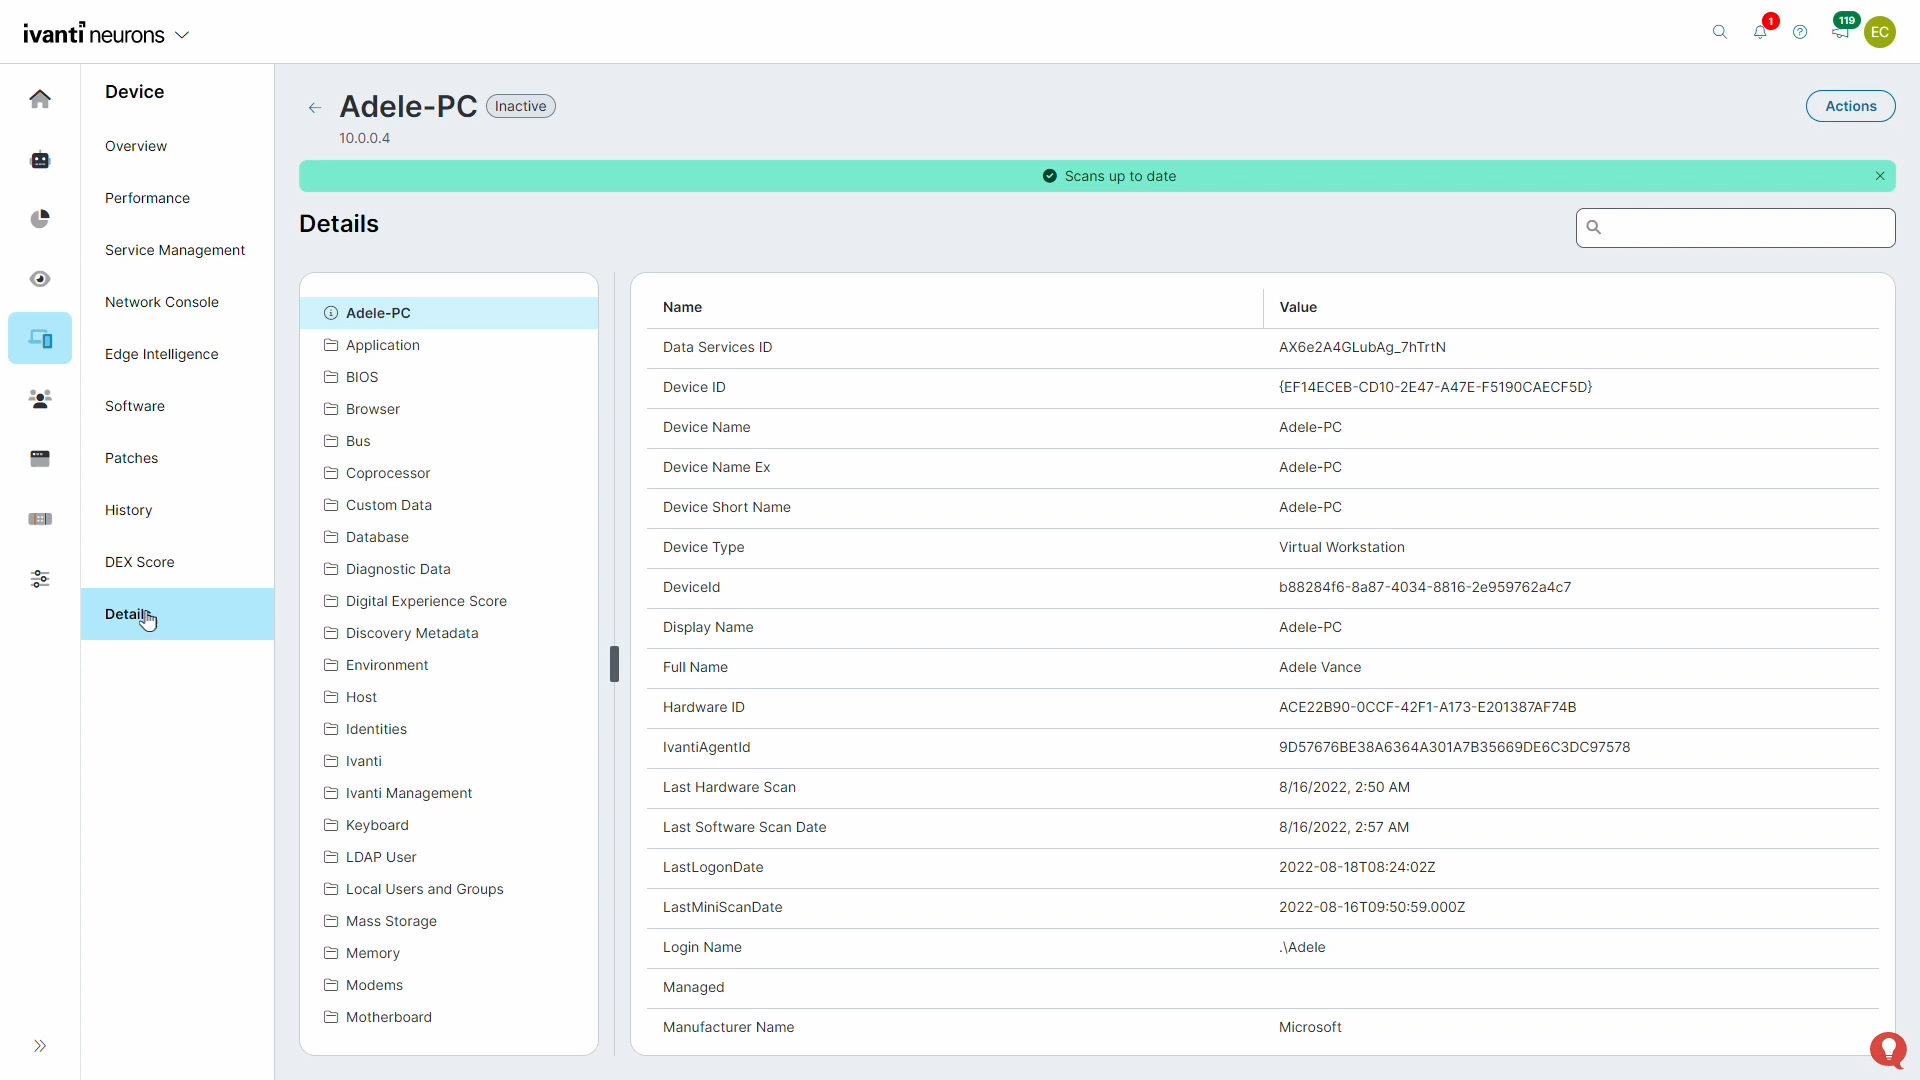 ivanti neurons
1
119
EC
Device
Overview
Performance
Service Management
Network Console
Edge Intelligence
Software
Patches
History
DEX Score
Details
Adele-PC Inactive
10.0.0.4
Actions
Scans up to date
Details
Adele-PC
Application
BIOS
Browser
Bus
Coprocessor
Custom Data
Database
Diagnostic Data
Digital Experience Score
Discovery Metadata
Environment
Host
Identities
Ivanti
Ivanti Management
Keyboard
LDAP User
Local Users and Groups
Mass Storage
Memory
Modems
Motherboard
Name Value
Data Services ID AX6e2A4GLubAg_7hTrtN
Device ID {EF14ECEB-CD10-2E47-A47E-F5190CAECF5D}
Device Name Adele-PC
Device Name Ex Adele-PC
Device Short Name Adele-PC
Device Type Virtual Workstation
DeviceId b88284f6-8a87-4034-8816-2e959762a4c7
Display Name Adele-PC
Full Name Adele Vance
Hardware ID ACE22B90-0CCF-42F1-A173-E201387AF74B
IvantiAgentId 9D57676BE38A6364A301A7B35669DE6C3DC97578
Last Hardware Scan 8/16/2022, 2:50 AM
Last Software Scan Date 8/16/2022, 2:57 AM
LastLogonDate 2022-08-18T08:24:02Z
LastMiniScanDate 2022-08-16T09:50:59.000Z
Login Name .\Adele
Managed
Manufacturer Name Microsoft